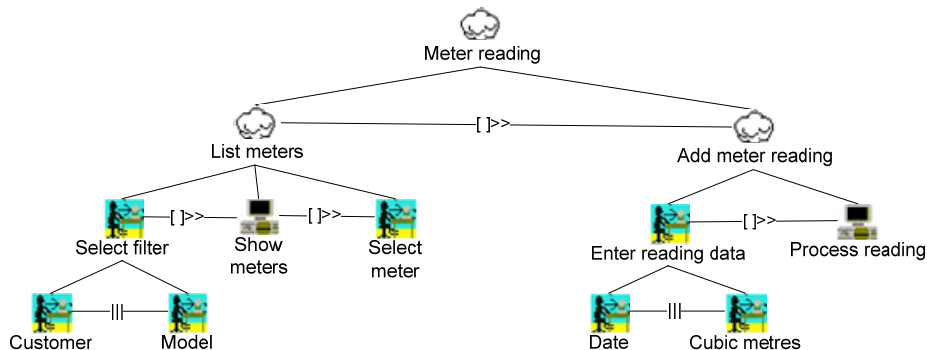 Meter reading
[ ]>>
List meters
Add meter reading
[ ]>>
[ ]>>
[ ]>>
Select filter
Show
meters
Select
meter
Enter reading data
Process reading
|||
|||
Customer
Model
Date
Cubic metres